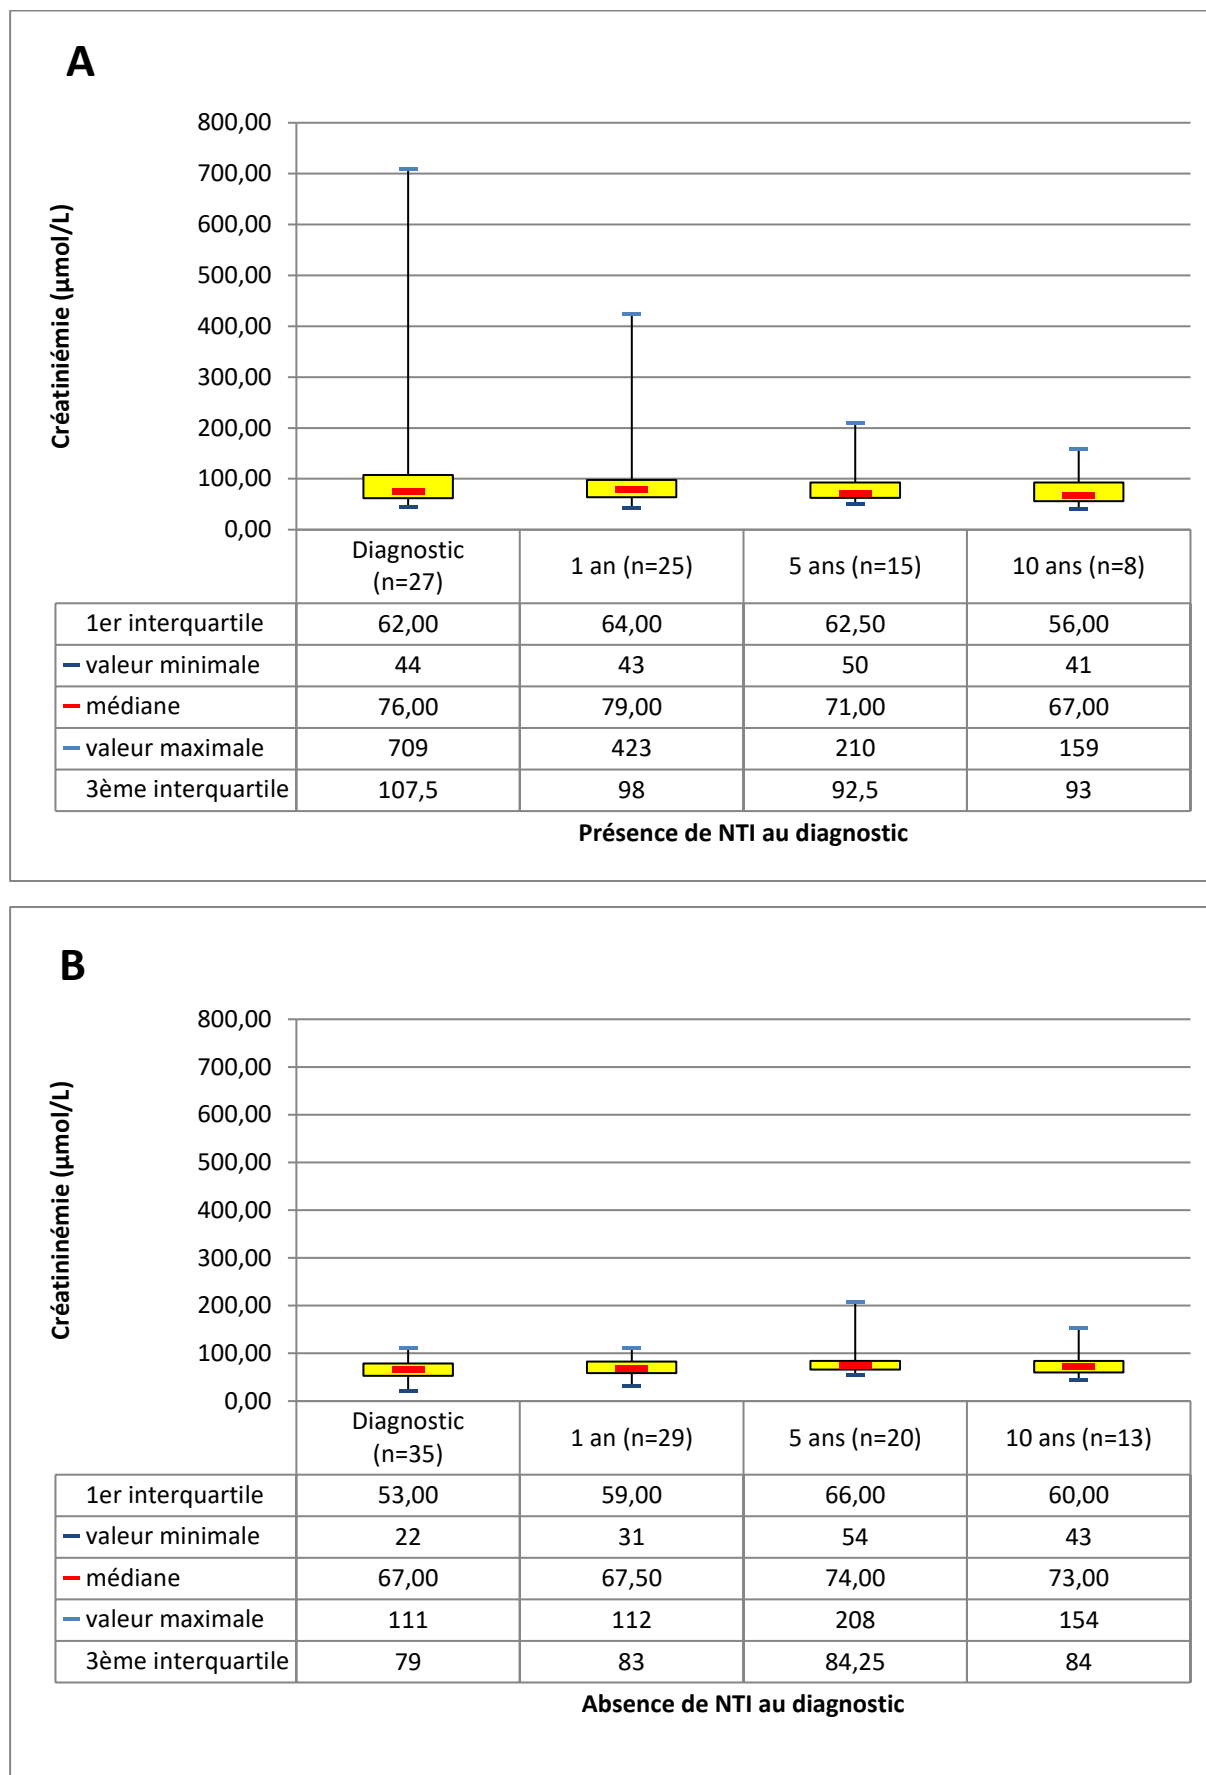 A
800,00
700,00
600,00
500,00
400,00
300,00
200,00
100,00
0,00
Créatiniémie (µmol/L)
Diagnostic
(n=27)
1 an (n=25)
5 ans (n=15)
10 ans (n=8)
1er interquartile 62,00 64,00 62,50 56,00
valeur minimale 44 43 50 41
médiane 76,00 79,00 71,00 67,00
valeur maximale 709 423 210 159
3ème interquartile 107,5 98 92,5 93
Présence de NTI au diagnostic
B
800,00
700,00
600,00
500,00
400,00
300,00
200,00
100,00
0,00
Créatininémie (µmol/L)
Diagnostic
(n=35)
1 an (n=29)
5 ans (n=20)
10 ans (n=13)
1er interquartile 53,00 59,00 66,00 60,00
valeur minimale 22 31 54 43
médiane 67,00 67,50 74,00 73,00
valeur maximale 111 112 208 154
3ème interquartile 79 83 84,25 84
Absence de NTI au diagnostic